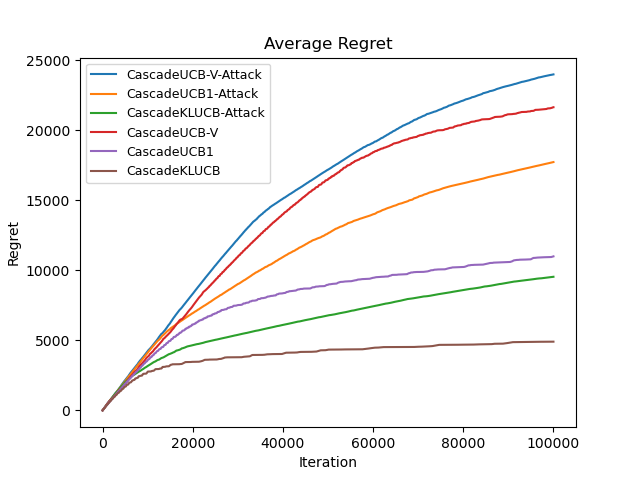 Average Regret
25000
20000
15000
10000
5000
0
Regret
CascadeUCB-V-Attack
CascadeUCB1-Attack
CascadeKLUCB-Attack
CascadeUCB-V
CascadeUCB1
CascadeKLUCB
0 20000 40000 60000 80000 100000
Iteration